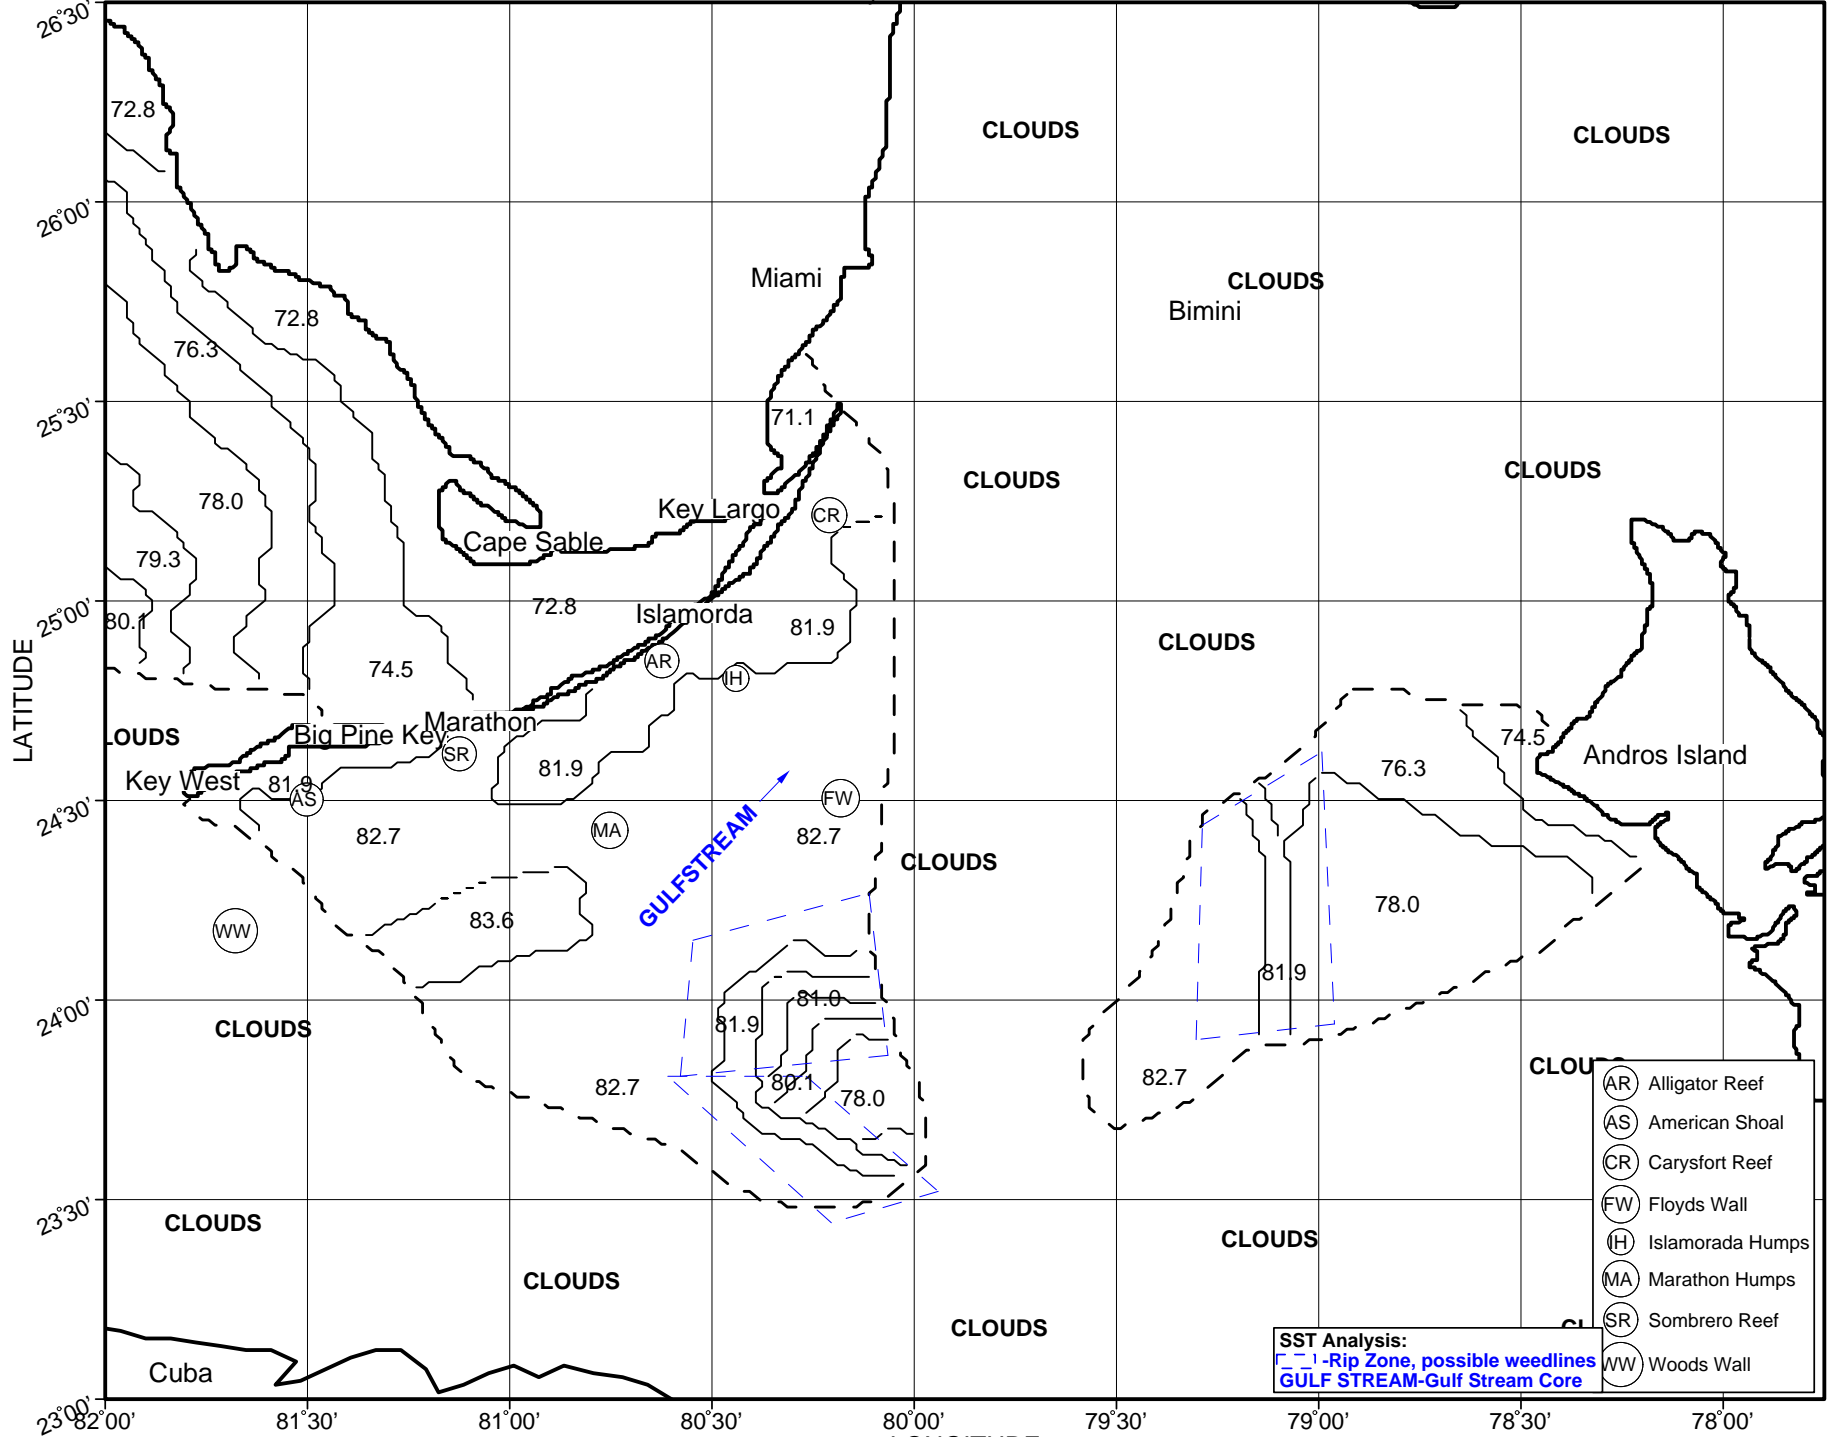 26°30'
72.8
CLOUDS
CLOUDS
26°00'
Miami
CLOUDS
Bimini
72.8
76.3
25°30'
71.1
CLOUDS
CLOUDS
78.0
Key Largo
CR
Cape Sable
79.3
72.8
Islamorda
25°00'
80.1
81.9
CLOUDS
LATITUDE
AR
74.5
IH
Marathon
LOUDS
Big Pine Key
SR
74.5
Andros Island
81.9
76.3
Key West
81.9
AS
FW
24°30'
82.7
MA
82.7
GULFSTREAM
CLOUDS
83.6
78.0
WW
81.9
24°00'
81.0
81.9
CLOUDS
CLOUDS
80.1
82.7
78.0
82.7
AR Alligator Reef
AS American Shoal
CR Carysfort Reef
FW Floyds Wall
IH Islamorada Humps
MA Marathon Humps
SR Sombrero Reef
WW Woods Wall
23°30'
CLOUDS
CLOUDS
CLOUDS
CLOUDS
CL
SST Analysis:
-Rip Zone, possible weedlines
GULF STREAM-Gulf Stream Core
Cuba
23°00'
82°00' 81°30' 81°00' 80°30' 80°00' 79°30' 79°00' 78°30' 78°00'